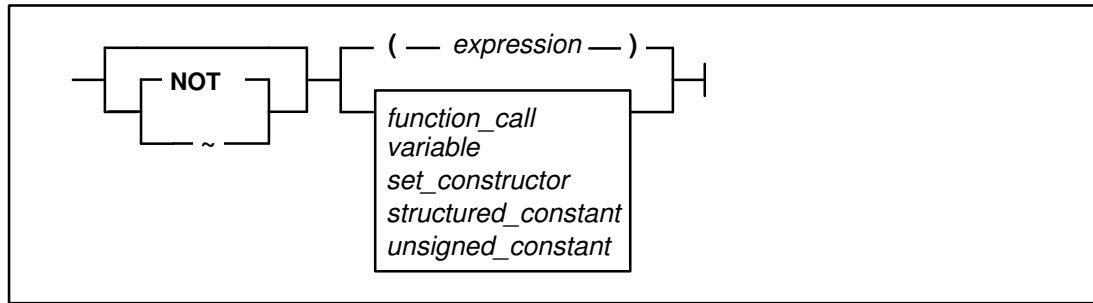 ( expression )
NOT
~
function_call
variable
set_constructor
structured_constant
unsigned_constant